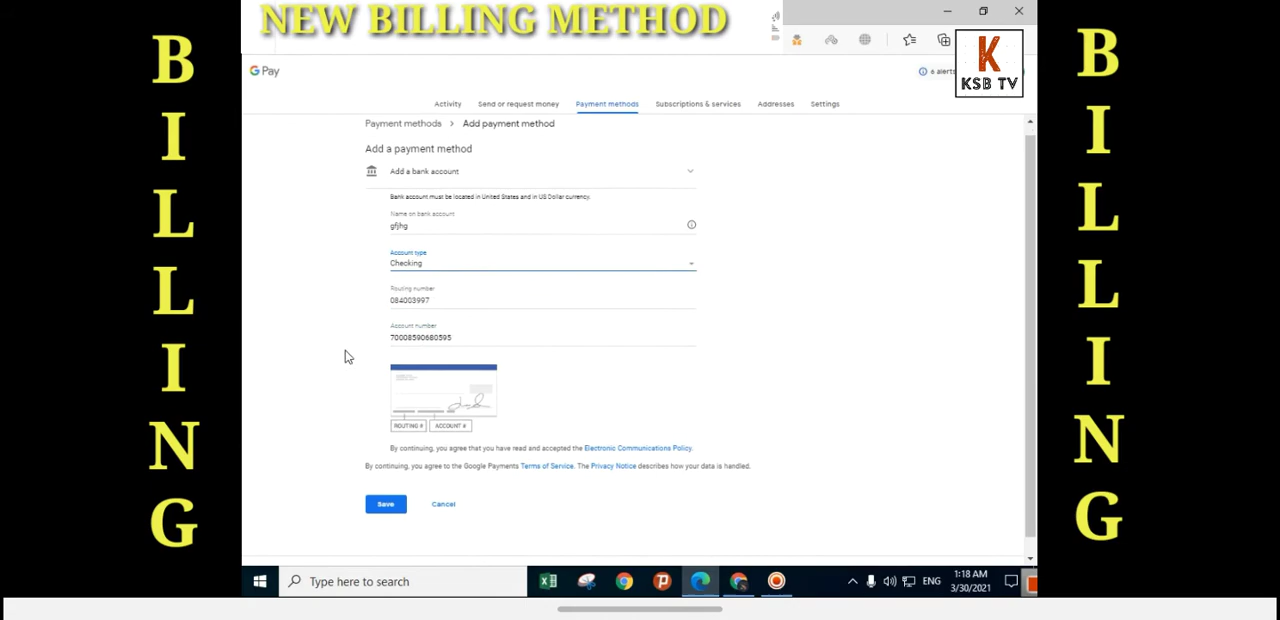 NEW BILLING METHOD
BILLING
BILLING
K
KSB TV
G Pay
6 alerts
Activity
Send or request money
Payment methods
Subscriptions & services
Addresses
Settings
Payment methods > Add payment method
Add a payment method
Add a bank account
Bank account must be located in United States and in US Dollar currency.
Name on bank account
gfjhg
Account type
Checking
Routing number
084003997
Account number
70008590680595
ROUTING #
ACCOUNT #
By continuing, you agree that you have read and accepted the Electronic Communications Policy.
By continuing, you agree to the Google Payments Terms of Service. The Privacy Notice describes how your data is handled.
Save
Cancel
Type here to search
ENG
1:18 AM
3/30/2021